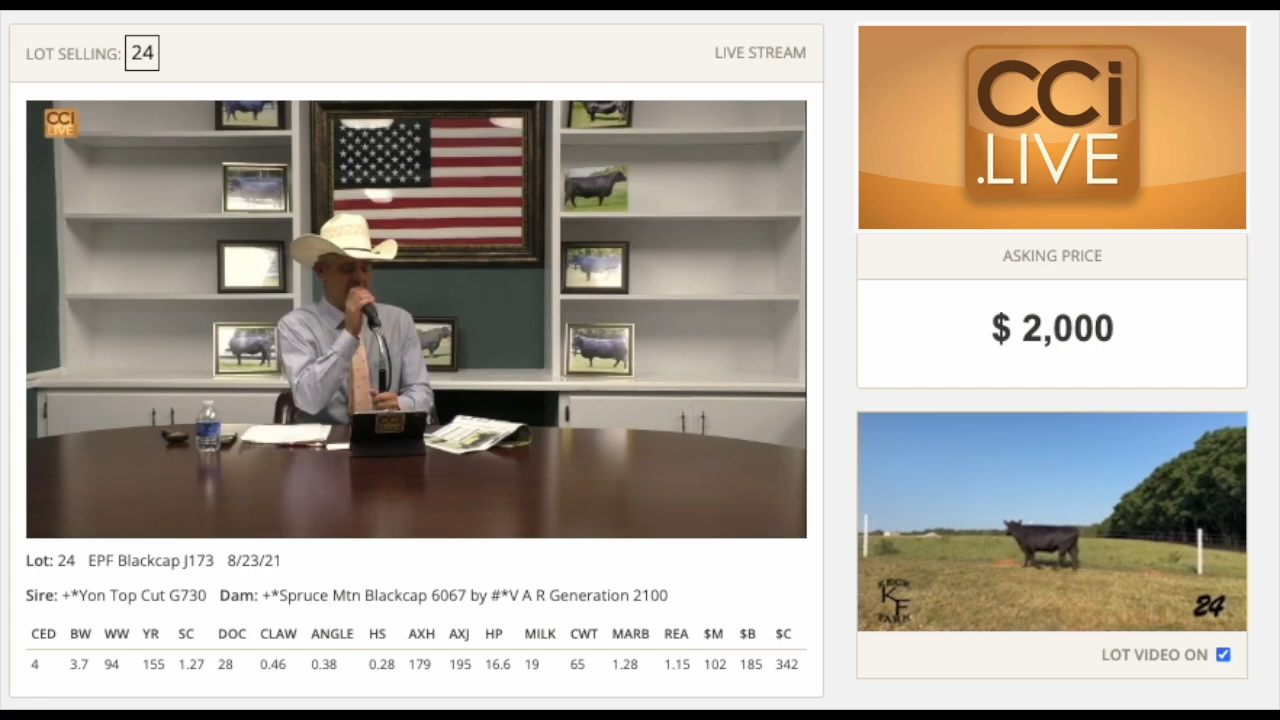 LOT SELLING: 24
LIVE STREAM
CCi
LIVE
CCi
Lot: 24 EPF Blackcap J173 8/23/21
Sire: +*Yon Top Cut G730 Dam: +*Spruce Mtn Blackcap 6067 by #*V A R Generation 2100
CED BW WW YR SC DOC CLAW ANGLE HS AXH AXJ HP MILK CWT MARB REA $M $B $C
4 3.7 94 155 1.27 28 0.46 0.38 0.28 179 195 16.6 19 65 1.28 1.15 102 185 342
CCi
.LIVE
ASKING PRICE
$ 2,000
KECK
KF
PARK
24
LOT VIDEO ON